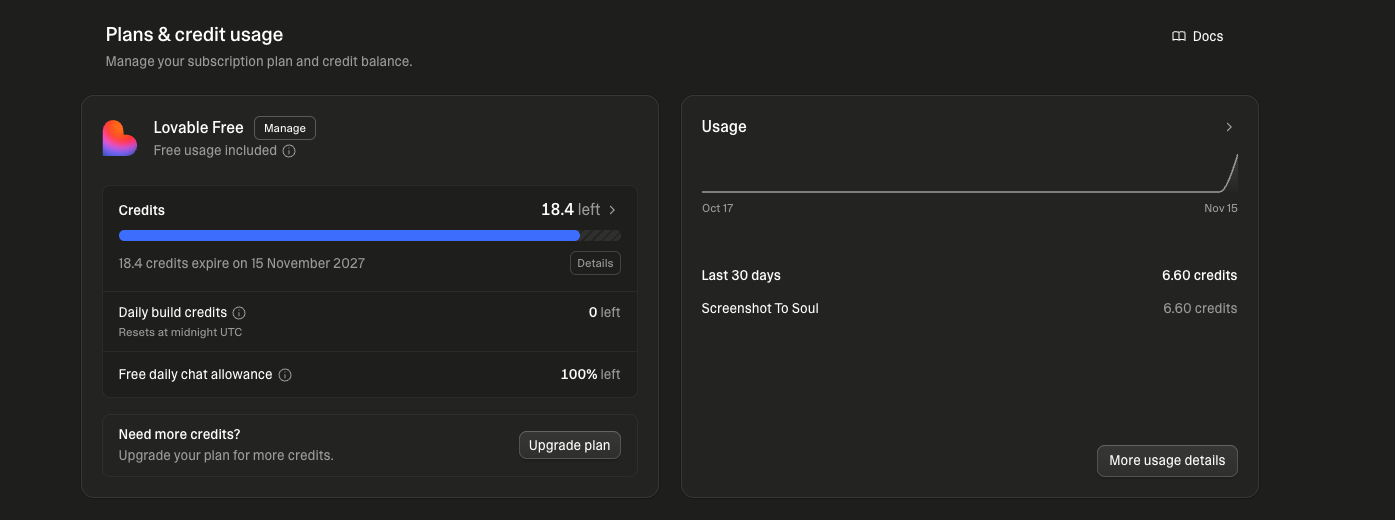 Plans & credit usage
Docs
Manage your subscription plan and credit balance.
Lovable Free
Manage
Free usage included
Credits
18.4 left
18.4 credits expire on 15 November 2027
Details
Daily build credits
0 left
Resets at midnight UTC
Free daily chat allowance
100% left
Need more credits?
Upgrade your plan for more credits.
Upgrade plan
Usage
Oct 17
Nov 15
Last 30 days
6.60 credits
Screenshot To Soul
6.60 credits
More usage details